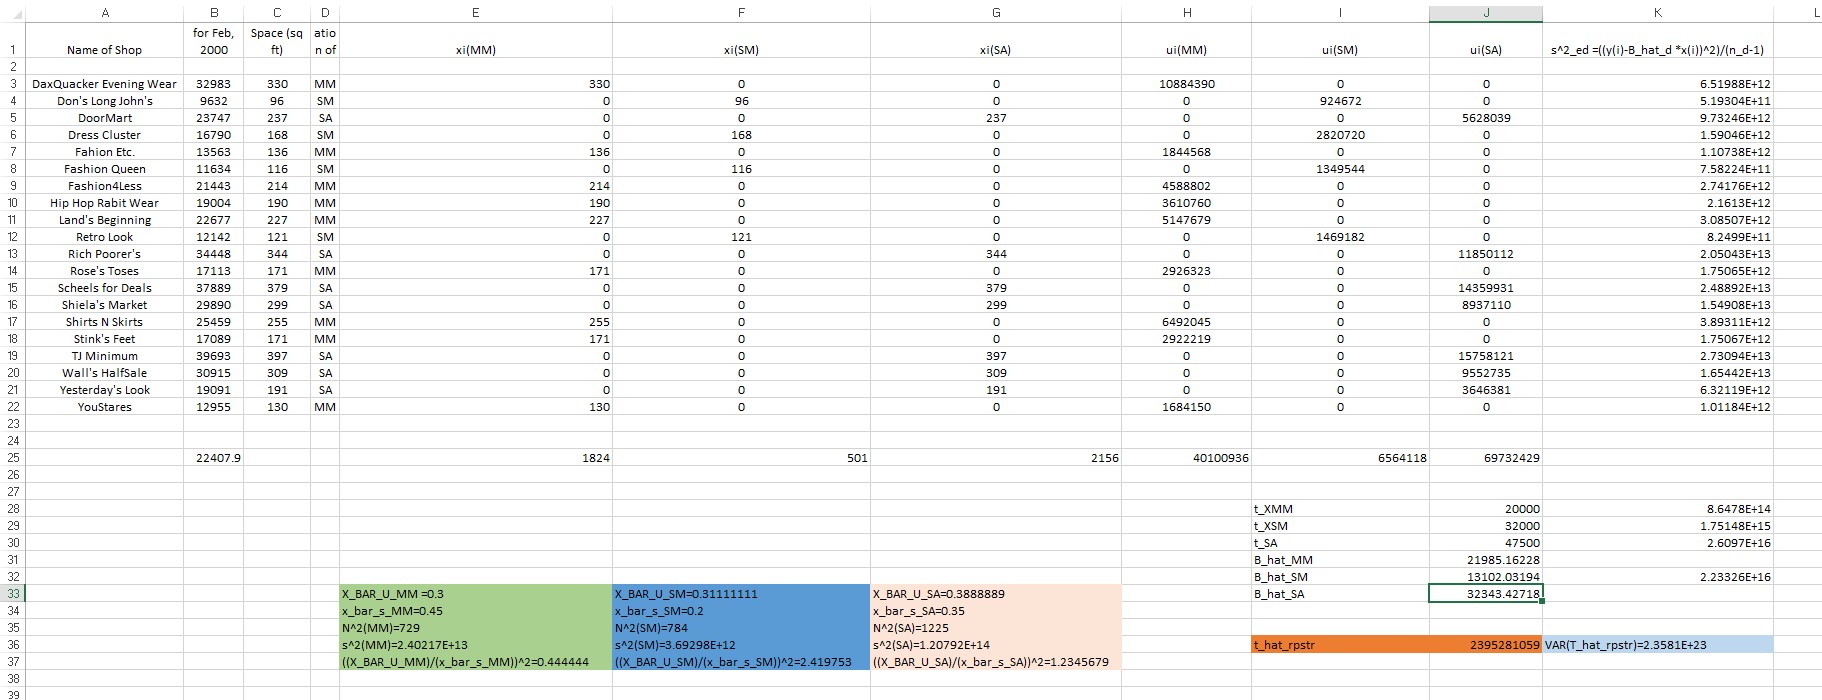 A B C D E F G H I J K L
1 Name of Shop for Feb, 2000 Space (sq ft) atio n of xi(MM) xi(SM) xi(SA) ui(MM) ui(SM) ui(SA) s^2_ed =((y(i)-B_hat_d *x(i))^2)/(n_d-1)
2
3 DaxQuacker Evening Wear 32983 330 MM 330 0 0 10884390 0 0 6.51988E+12
4 Don's Long John's 9632 96 SM 0 96 0 0 924672 0 5.19304E+11
5 DoorMart 23747 237 SA 0 0 237 0 0 5628039 9.73246E+12
6 Dress Cluster 16790 168 SM 0 168 0 0 2820720 0 1.59046E+12
7 Fahion Etc. 13563 136 MM 136 0 0 1844568 0 0 1.10738E+12
8 Fashion Queen 11634 116 SM 0 116 0 0 1349544 0 7.58224E+11
9 Fashion4Less 21443 214 MM 214 0 0 4588802 0 0 2.74176E+12
10 Hip Hop Rabit Wear 19004 190 MM 190 0 0 3610760 0 0 2.1613E+12
11 Land's Beginning 22677 227 MM 227 0 0 5147679 0 0 3.08507E+12
12 Retro Look 12142 121 SM 0 121 0 0 1469182 0 8.2499E+11
13 Rich Poorer's 34448 344 SA 0 0 344 0 0 11850112 2.05043E+13
14 Rose's Toses 17113 171 MM 171 0 0 2926323 0 0 1.75065E+12
15 Scheels for Deals 37889 379 SA 0 0 379 0 0 14359931 2.48892E+13
16 Shiela's Market 29890 299 SA 0 0 299 0 0 8937110 1.54908E+13
17 Shirts N Skirts 25459 255 MM 255 0 0 6492045 0 0 3.89311E+12
18 Stink's Feet 17089 171 MM 171 0 0 2922219 0 0 1.75067E+12
19 TJ Minimum 39693 397 SA 0 0 397 0 0 15758121 2.73094E+13
20 Wall's HalfSale 30915 309 SA 0 0 309 0 0 9552735 1.65442E+13
21 Yesterday's Look 19091 191 SA 0 0 191 0 0 3646381 6.32119E+12
22 YouStares 12955 130 MM 130 0 0 1684150 0 0 1.01184E+12
23
24
25 22407.9 1824 501 2156 40100936 6564118 69732429
26
27
28 t_XMM 20000 8.6478E+14
29 t_XSM 32000 1.75148E+15
30 t_SA 47500 2.6097E+16
31 B_hat_MM 21985.16228
32 B_hat_SM 13102.03194 2.23326E+16
33 X_BAR_U_MM =0.3 X_BAR_U_SM=0.31111111 X_BAR_U_SA=0.3888889 B_hat_SA 32343.42718
34 x_bar_s_MM=0.45 x_bar_s_SM=0.2 x_bar_s_SA=0.35
35 N^2(MM)=729 N^2(SM)=784 N^2(SA)=1225
36 s^2(MM)=2.40217E+13 s^2(SM)=3.69298E+12 s^2(SA)=1.20792E+14 t_hat_rpstr 2395281059 VAR(T_hat_rpstr)=2.3581E+23
37 ((X_BAR_U_MM)/(x_bar_s_MM))^2=0.444444 ((X_BAR_U_SM)/(x_bar_s_SM))^2=2.419753 ((X_BAR_U_SA)/(x_bar_s_SA))^2=1.2345679
38
39